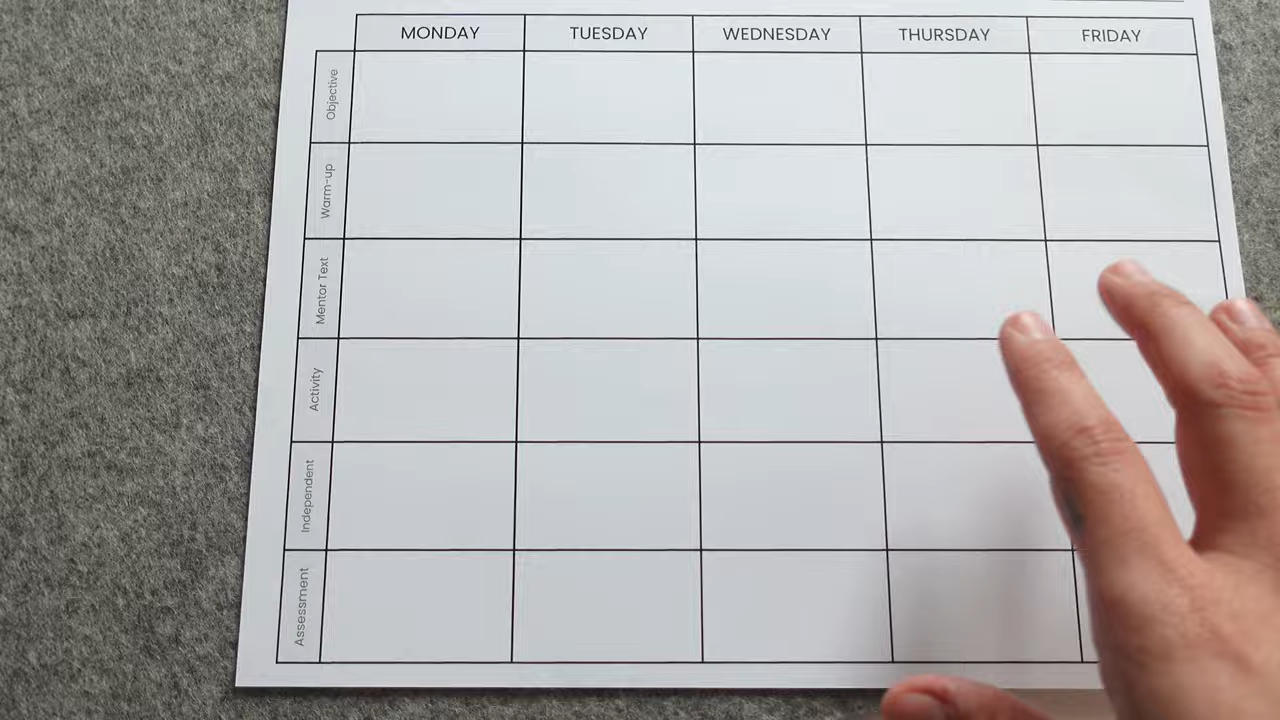 MONDAY TUESDAY WEDNESDAY THURSDAY FRIDAY
Objective
Warm-up
Mentor Text
Activity
Independent
Assessment